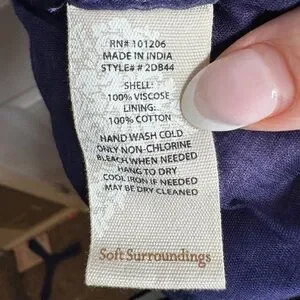 RN# 101206
MADE IN INDIA
STYLE# # 2DB44
SHELL:
100% VISCOSE
LINING:
100% COTTON
HAND WASH COLD
ONLY NON-CHLORINE
BLEACH WHEN NEEDED
HANG TO DRY
COOL IRON IF NEEDED
MAY BE DRY CLEANED
Soft Surroundings